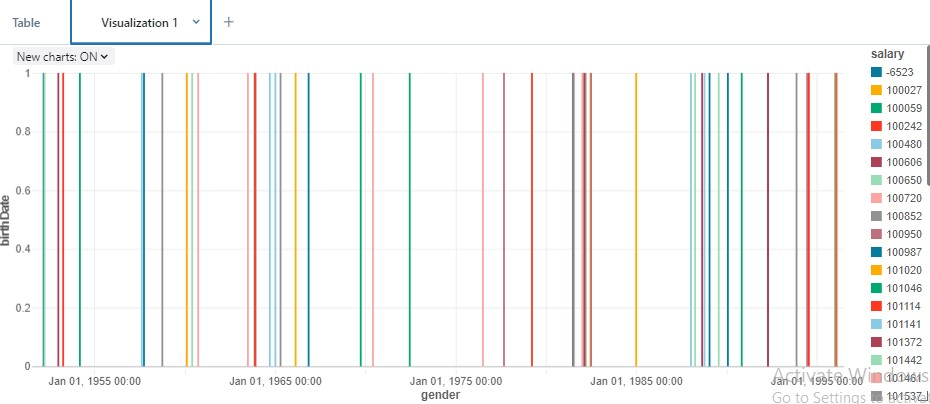 Table
Visualization 1
+
New charts: ON
salary
1
0.8
0.6
0.4
0.2
0
birthDate
Jan 01, 1955 00:00
Jan 01, 1965 00:00
Jan 01, 1975 00:00
Jan 01, 1985 00:00
Jan 01, 1995 00:00
gender
-6523
100027
100059
100242
100480
100606
100650
100720
100852
100950
100987
101020
101046
101114
101141
101372
101442
101461
101537
Activate Windows
Go to Settings to